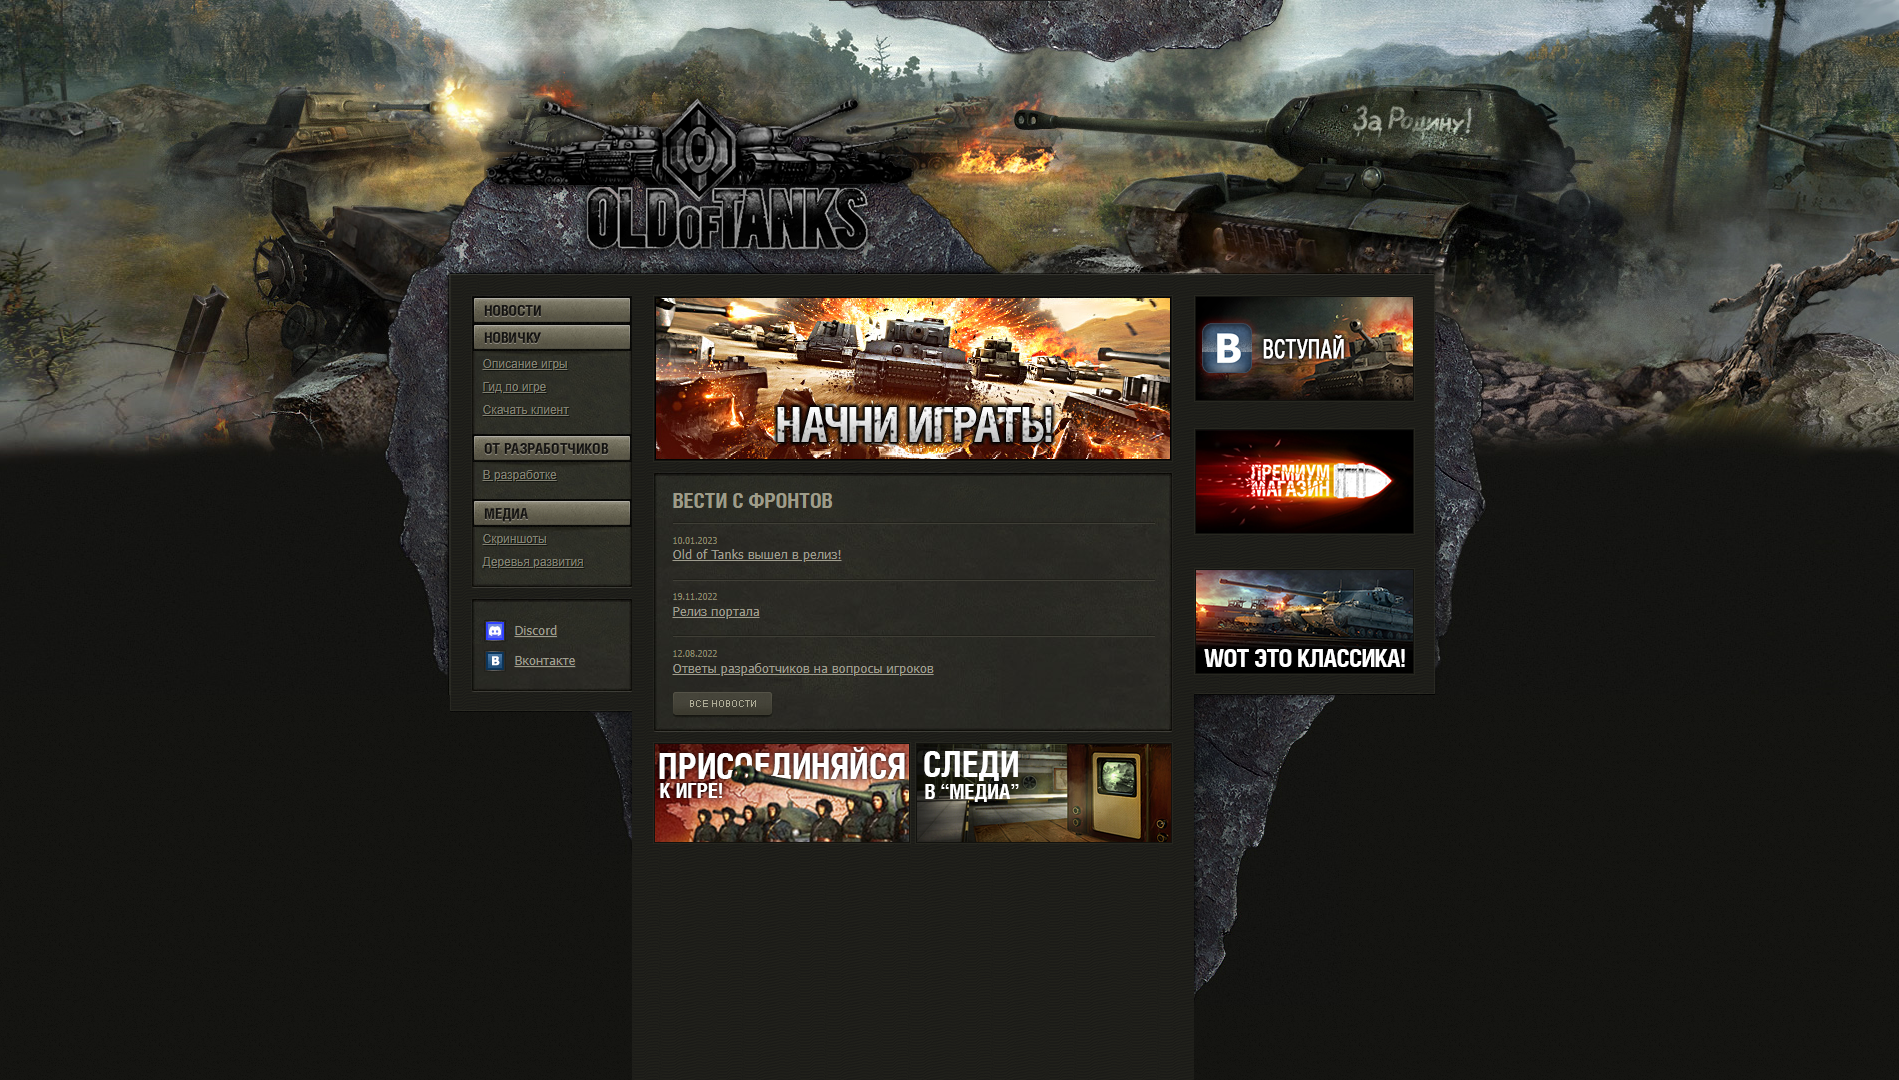 За Родину!
OLD OF TANKS
НОВОСТИ
НОВИЧКУ
Описание игры
Гид по игре
Скачать клиент
ОТ РАЗРАБОТЧИКОВ
В разработке
МЕДИА
Скриншоты
Деревья развития
Discord
B Вконтакте
НАЧНИ ИГРАТЬ!
ВЕСТИ С ФРОНТОВ
10.01.2023
Old of Tanks вышел в релиз!
19.11.2022
Релиз портала
12.08.2022
Ответы разработчиков на вопросы игроков
ВСЕ НОВОСТИ
ПРИСОЕДИНЯЙСЯ
К ИГРЕ!
СЛЕДИ
В “МЕДИА”
B ВСТУПАЙ
ПРЕМИУМ
МАГАЗИН
WOT ЭТО КЛАССИКА!